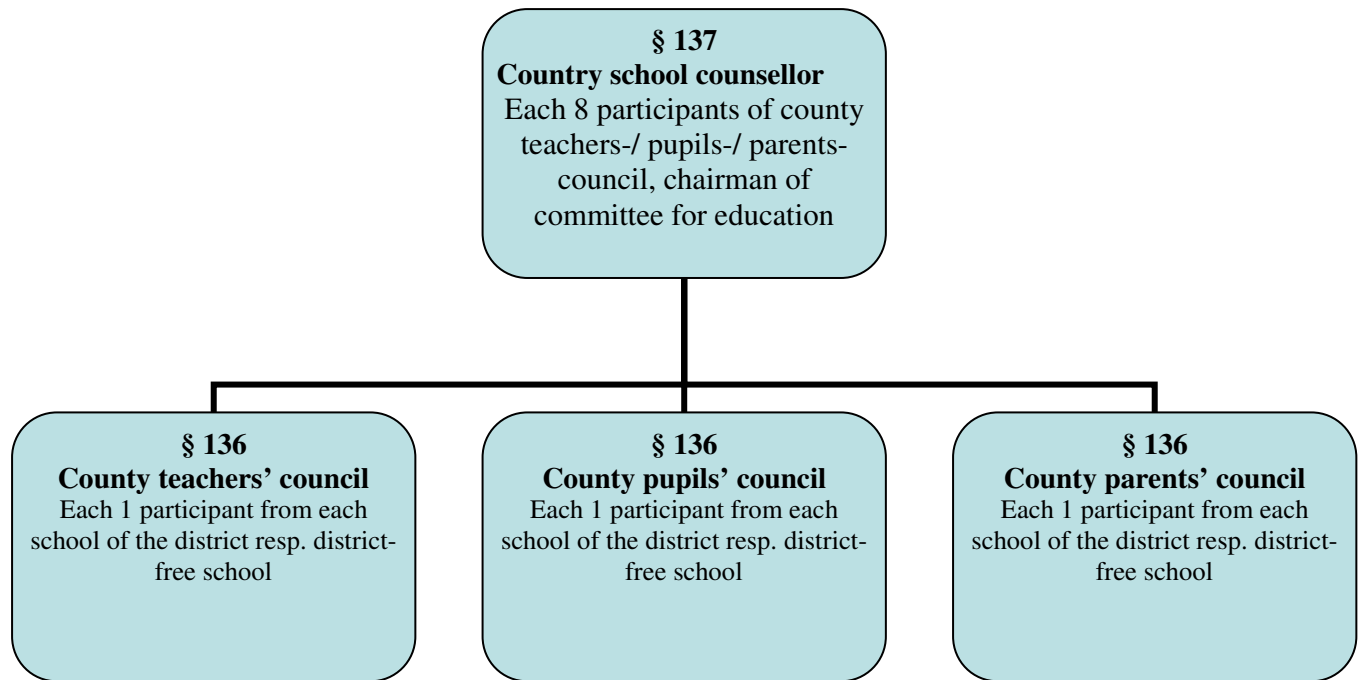 § 137
Country school counsellor
Each 8 participants of county
teachers-/ pupils-/ parents-
council, chairman of
committee for education
§ 136
County teachers’ council
Each 1 participant from each
school of the district resp. district-
free school
§ 136
County pupils’ council
Each 1 participant from each
school of the district resp. district-
free school
§ 136
County parents’ council
Each 1 participant from each
school of the district resp. district-
free school